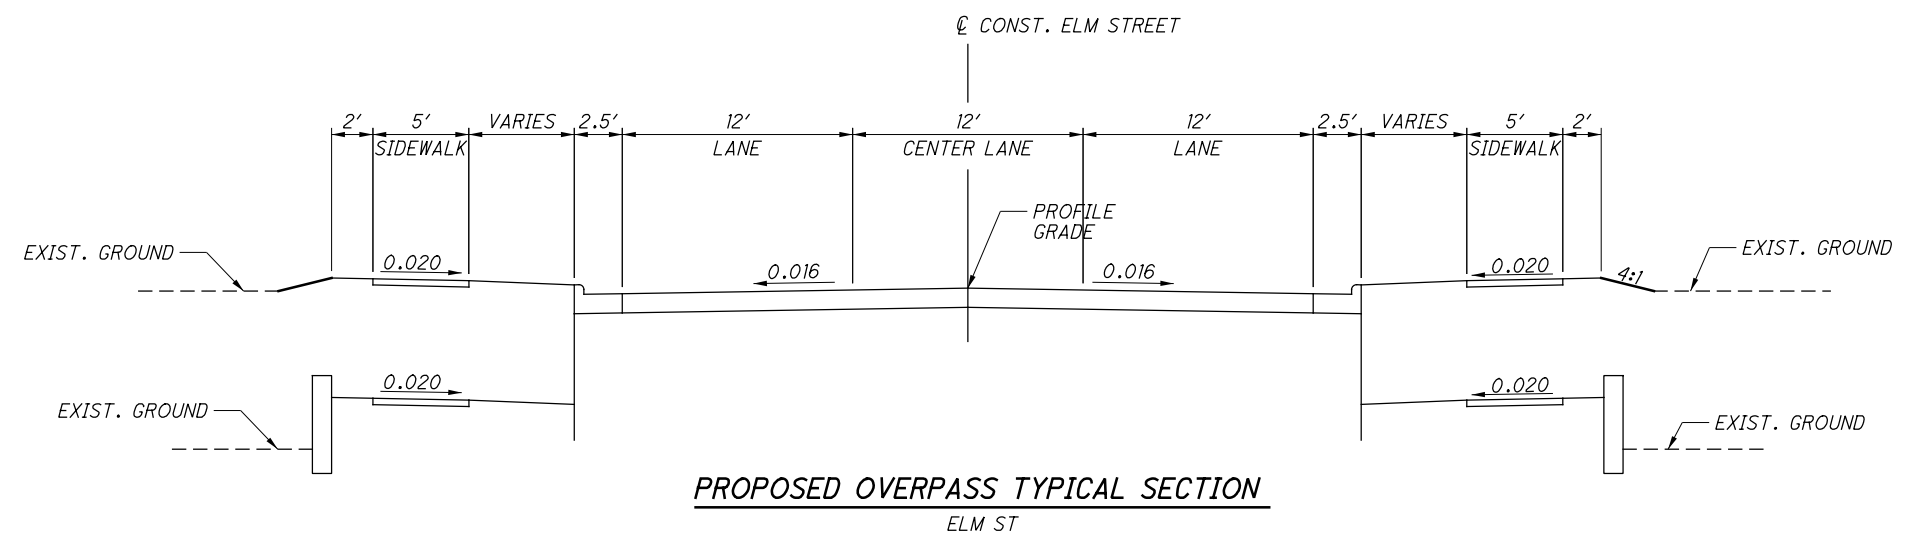 ℄ CONST. ELM STREET
2' 5' VARIES 2.5' 12' 12' 12' 2.5' VARIES 5' 2'
SIDEWALK LANE CENTER LANE LANE SIDEWALK
PROFILE
GRADE
EXIST. GROUND
0.020
0.016
0.016
0.020
4:1
EXIST. GROUND
EXIST. GROUND
0.020
0.020
EXIST. GROUND
PROPOSED OVERPASS TYPICAL SECTION
ELM ST